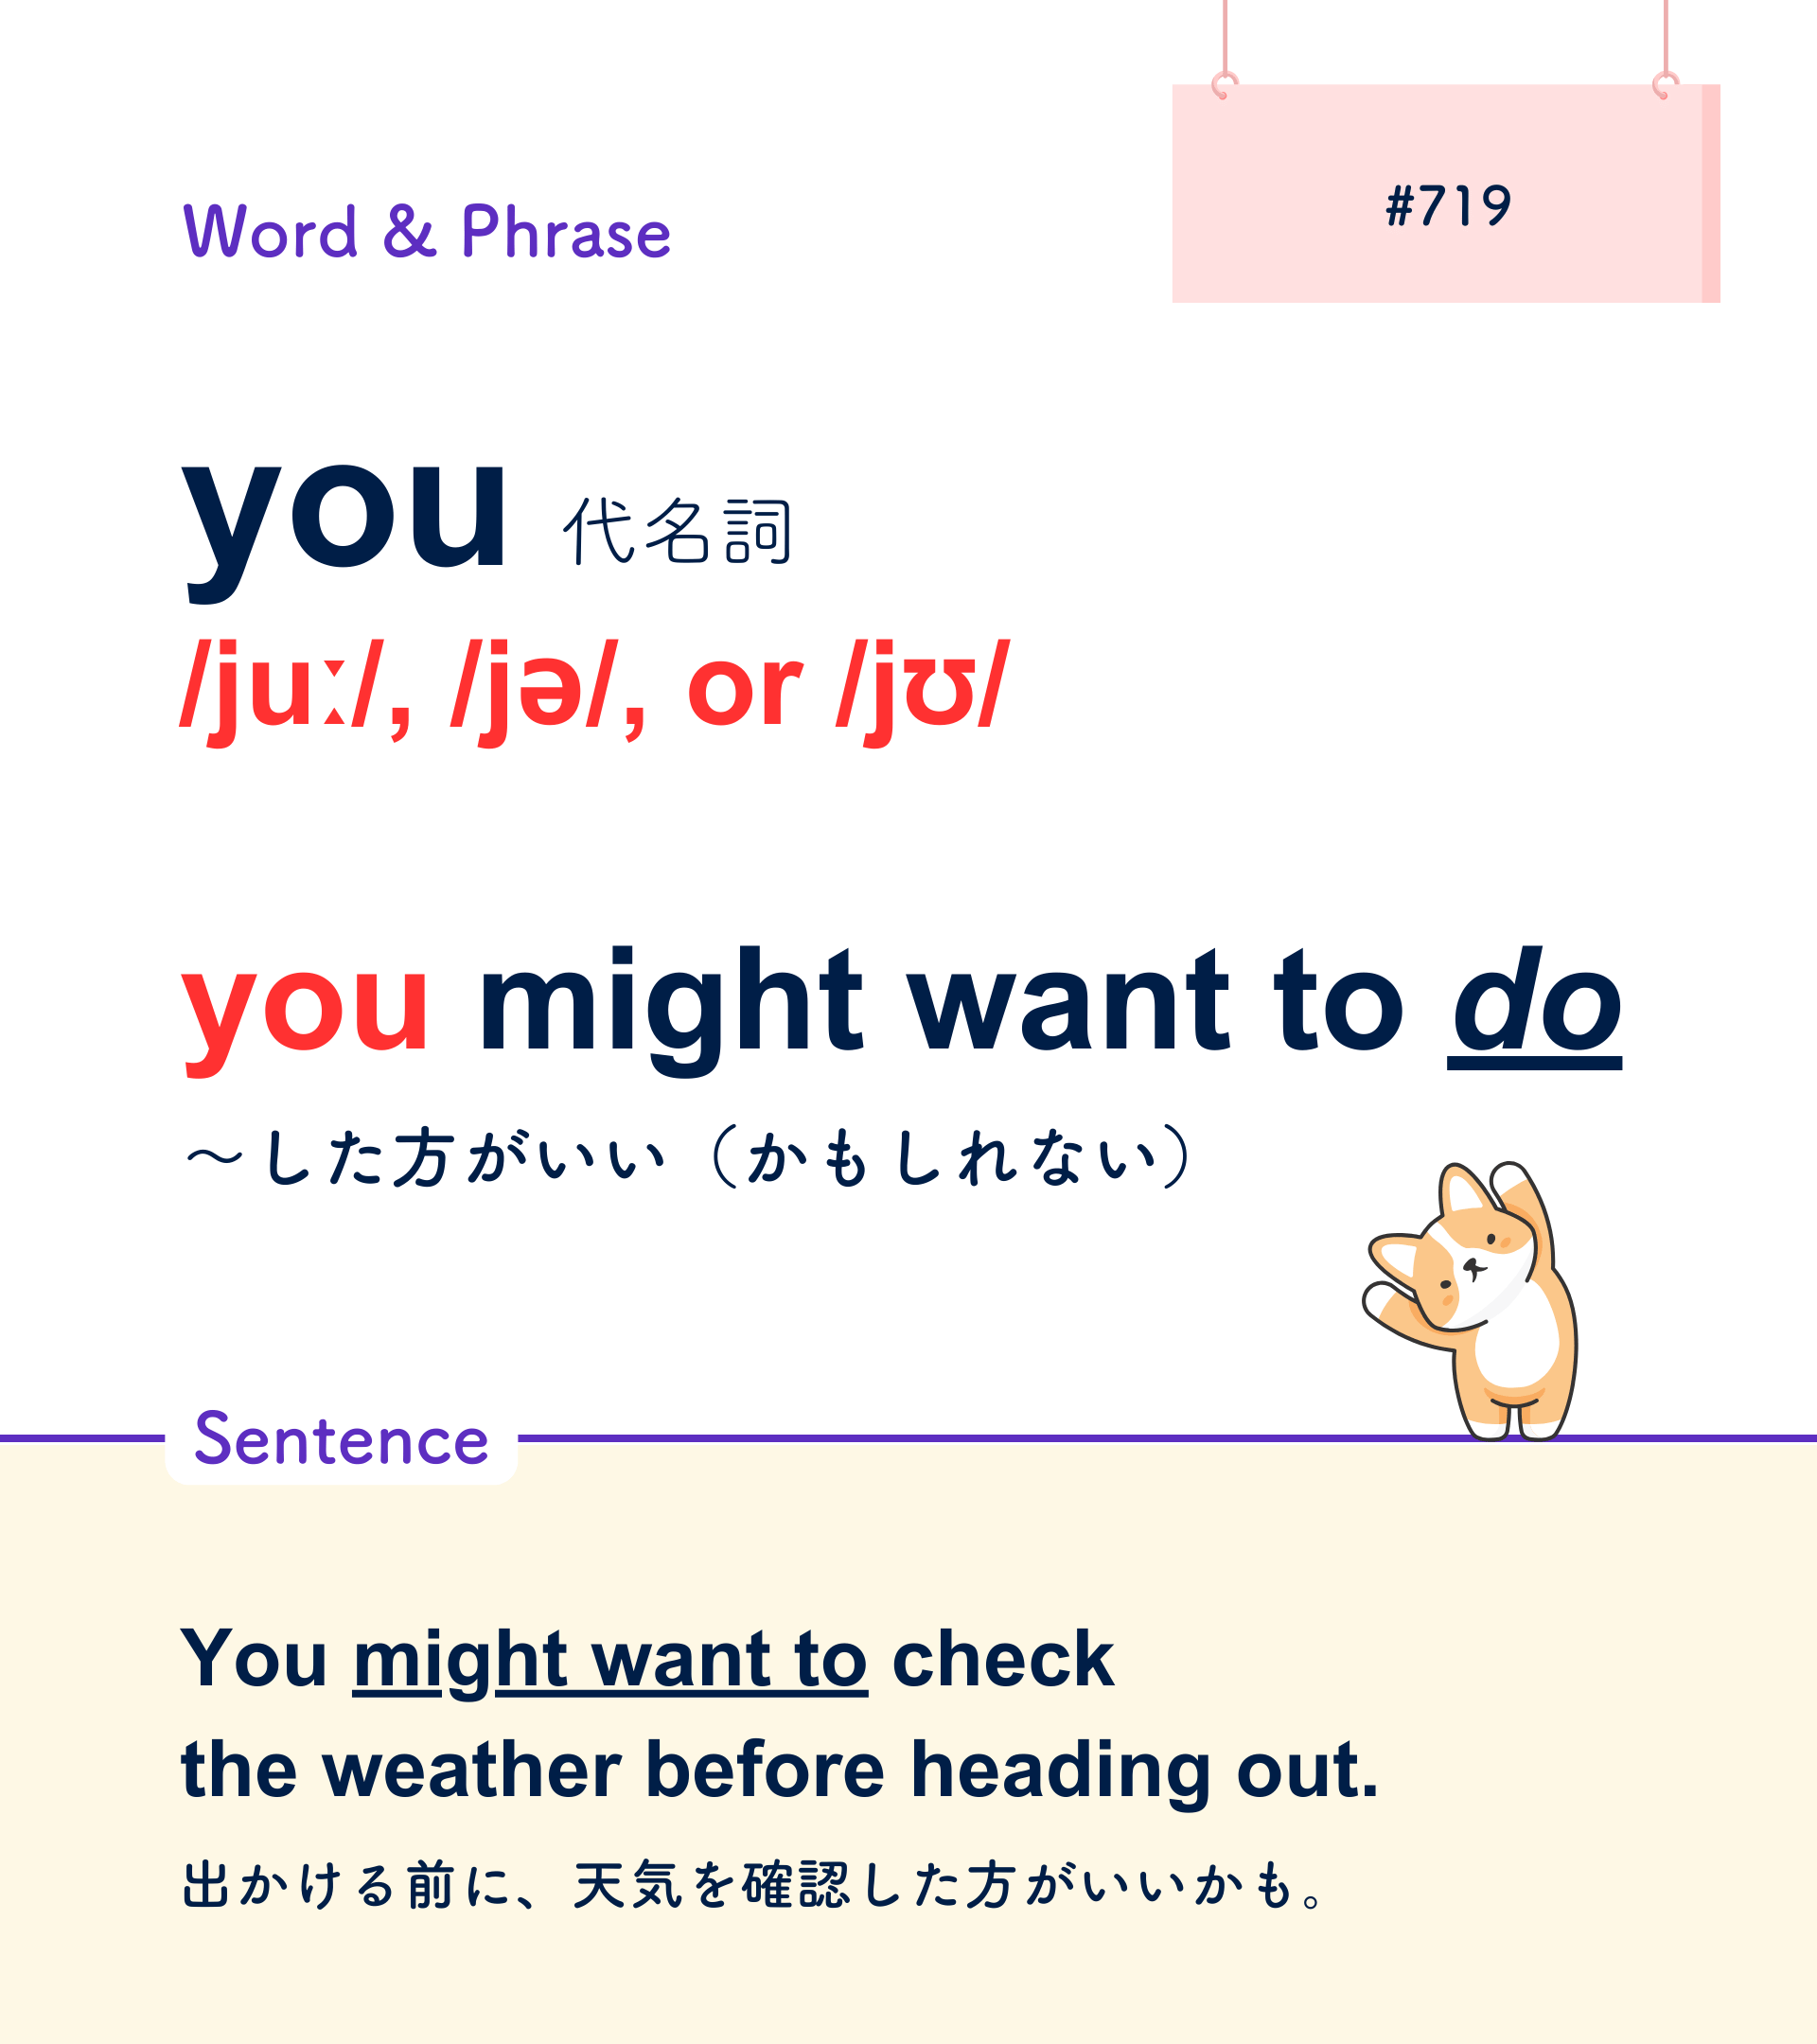 #719
Word & Phrase
you 代名詞
/juː/, /jə/, or /jʊ/
you might want to do
〜した方がいい（かもしれない）
Sentence
You might want to check
the weather before heading out.
出かける前に、天気を確認した方がいいかも。